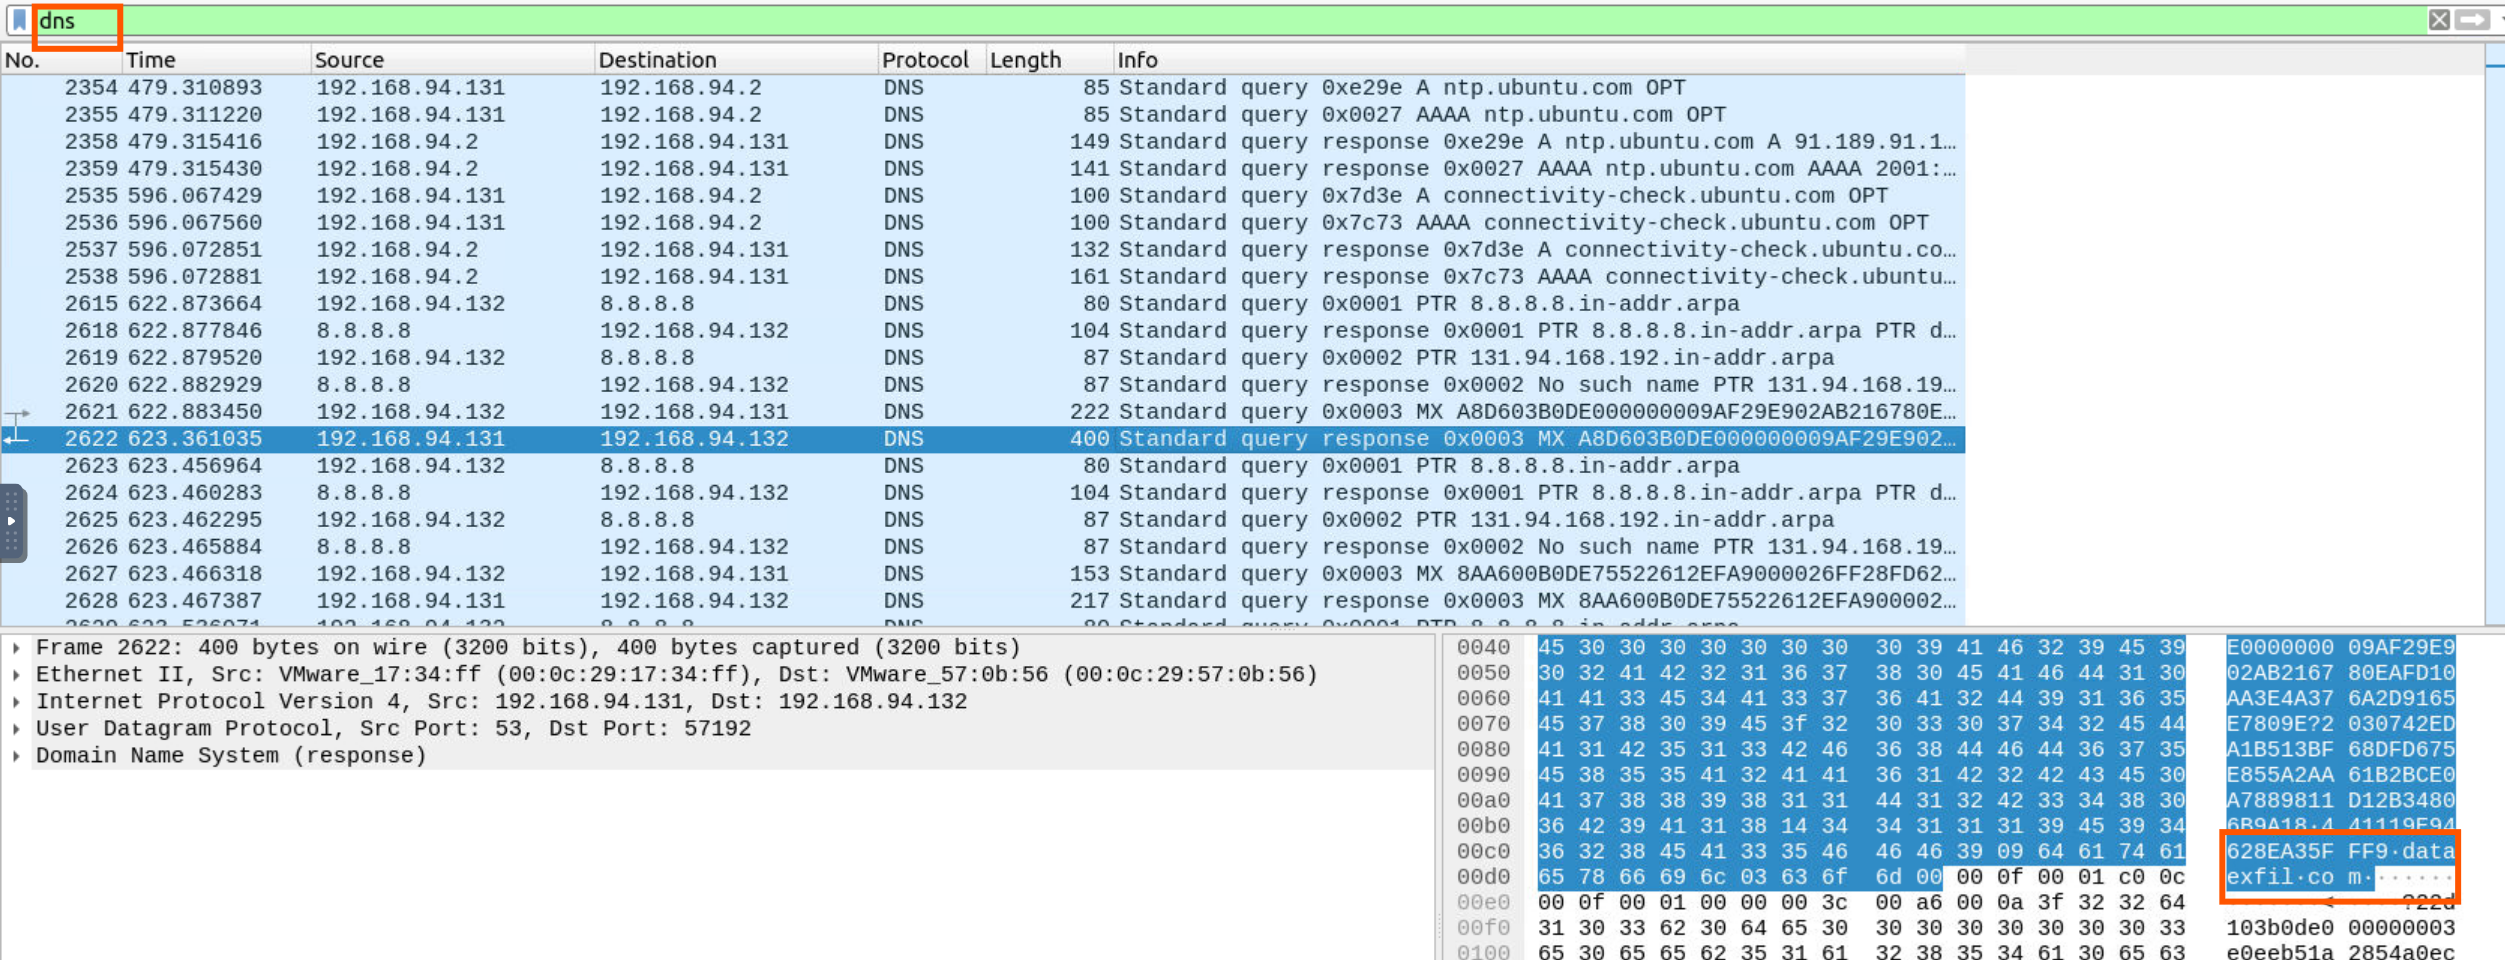 dns
No. Time Source Destination Protocol Length Info
2354 479.310893 192.168.94.131 192.168.94.2 DNS 85 Standard query 0xe29e A ntp.ubuntu.com OPT
2355 479.311220 192.168.94.131 192.168.94.2 DNS 85 Standard query 0x0027 AAAA ntp.ubuntu.com OPT
2358 479.315416 192.168.94.2 192.168.94.131 DNS 149 Standard query response 0xe29e A ntp.ubuntu.com A 91.189.91.1…
2359 479.315430 192.168.94.2 192.168.94.131 DNS 141 Standard query response 0x0027 AAAA ntp.ubuntu.com AAAA 2001:…
2535 596.067429 192.168.94.131 192.168.94.2 DNS 100 Standard query 0x7d3e A connectivity-check.ubuntu.com OPT
2536 596.067560 192.168.94.131 192.168.94.2 DNS 100 Standard query 0x7c73 AAAA connectivity-check.ubuntu.com OPT
2537 596.072851 192.168.94.2 192.168.94.131 DNS 132 Standard query response 0x7d3e A connectivity-check.ubuntu.co…
2538 596.072881 192.168.94.2 192.168.94.131 DNS 161 Standard query response 0x7c73 AAAA connectivity-check.ubuntu…
2615 622.873664 192.168.94.132 8.8.8.8 DNS 80 Standard query 0x0001 PTR 8.8.8.8.in-addr.arpa
2618 622.877846 8.8.8.8 192.168.94.132 DNS 104 Standard query response 0x0001 PTR 8.8.8.8.in-addr.arpa PTR d…
2619 622.879520 192.168.94.132 8.8.8.8 DNS 87 Standard query 0x0002 PTR 131.94.168.192.in-addr.arpa
2620 622.882929 8.8.8.8 192.168.94.132 DNS 87 Standard query response 0x0002 No such name PTR 131.94.168.19…
2621 622.883450 192.168.94.132 192.168.94.131 DNS 222 Standard query 0x0003 MX A8D603B0DE000000009AF29E902AB216780E…
2622 623.361035 192.168.94.131 192.168.94.132 DNS 400 Standard query response 0x0003 MX A8D603B0DE000000009AF29E902…
2623 623.456964 192.168.94.132 8.8.8.8 DNS 80 Standard query 0x0001 PTR 8.8.8.8.in-addr.arpa
2624 623.460283 8.8.8.8 192.168.94.132 DNS 104 Standard query response 0x0001 PTR 8.8.8.8.in-addr.arpa PTR d…
2625 623.462295 192.168.94.132 8.8.8.8 DNS 87 Standard query 0x0002 PTR 131.94.168.192.in-addr.arpa
2626 623.465884 8.8.8.8 192.168.94.132 DNS 87 Standard query response 0x0002 No such name PTR 131.94.168.19…
2627 623.466318 192.168.94.132 192.168.94.131 DNS 153 Standard query 0x0003 MX 8AA600B0DE75522612EFA9000026FF28FD62…
2628 623.467387 192.168.94.131 192.168.94.132 DNS 217 Standard query response 0x0003 MX 8AA600B0DE75522612EFA900002…
Frame 2622: 400 bytes on wire (3200 bits), 400 bytes captured (3200 bits)
Ethernet II, Src: VMware_17:34:ff (00:0c:29:17:34:ff), Dst: VMware_57:0b:56 (00:0c:29:57:0b:56)
Internet Protocol Version 4, Src: 192.168.94.131, Dst: 192.168.94.132
User Datagram Protocol, Src Port: 53, Dst Port: 57192
Domain Name System (response)
0040 45 30 30 30 30 30 30 30 30 39 41 46 32 39 45 39 E0000000 09AF29E9
0050 30 32 41 42 32 31 36 37 38 30 45 41 46 44 31 30 02AB2167 80EAFD10
0060 41 41 33 45 34 41 33 37 36 41 32 44 39 31 36 35 AA3E4A37 6A2D9165
0070 45 37 38 30 39 45 3f 32 30 33 30 37 34 32 45 44 E7809E?2 030742ED
0080 41 31 42 35 31 33 42 46 36 38 44 46 44 36 37 35 A1B513BF 68DFD675
0090 45 38 35 35 41 32 41 41 36 31 42 32 42 43 45 30 E855A2AA 61B2BCE0
00a0 41 37 38 38 39 38 31 31 44 31 32 42 33 34 38 30 A7889811 D12B3480
00b0 36 42 39 41 31 38 14 34 34 31 31 31 39 45 39 34 6B9A18·4 41119E94
00c0 36 32 38 45 41 33 35 46 46 46 39 09 64 61 74 61 628EA35F FF9·data
00d0 65 78 66 69 6c 03 63 6f 6d 00 00 0f 00 01 c0 0c exfil·co m·······
00e0 00 0f 00 01 00 00 00 3c 00 a6 00 0a 3f 32 32 64 < ?22d
00f0 31 30 33 62 30 64 65 30 30 30 30 30 30 30 30 33 103b0de0 00000003
0100 65 30 65 65 62 35 31 61 32 38 35 34 61 30 65 63 e0eeb51a 2854a0ec